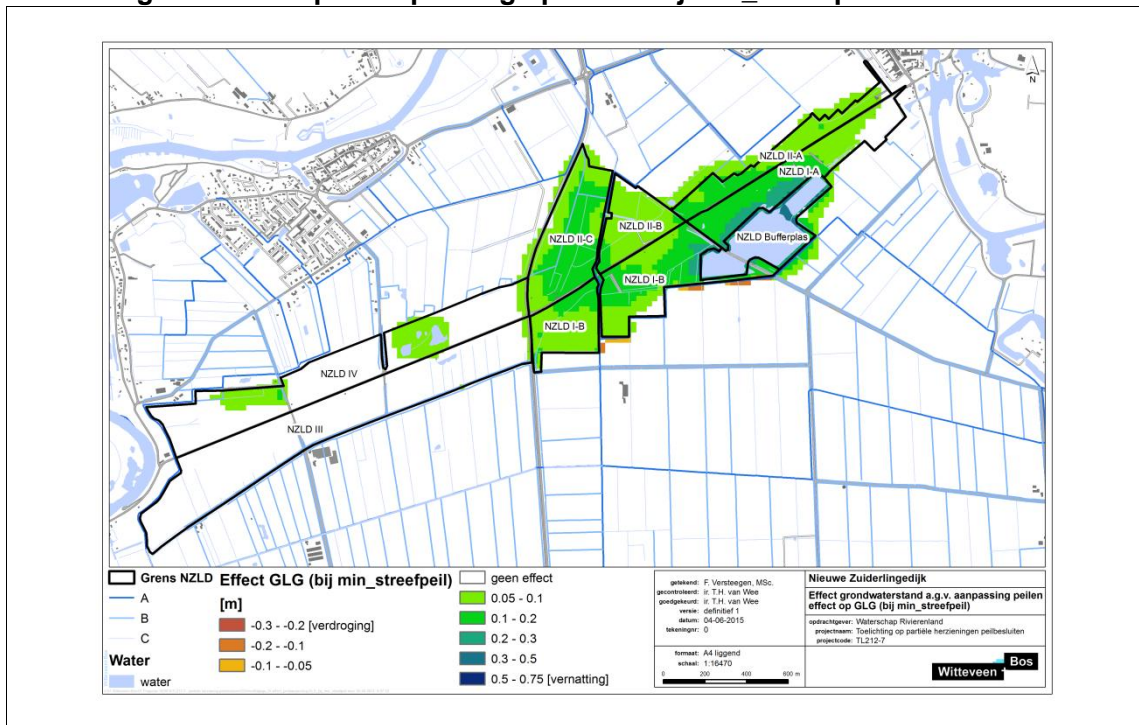 N
NZLD II-A
NZLD I-A
NZLD II-B
NZLD II-C
NZLD Bufferplas
NZLD I-B
NZLD I-B
NZLD IV
NZLD III
Grens NZLD
A
B
C
Water
water
Effect GLG (bij min_streefpeil)
[m]
-0.3 - -0.2 [verdroging]
-0.2 - -0.1
-0.1 - -0.05
geen effect
0.05 - 0.1
0.1 - 0.2
0.2 - 0.3
0.3 - 0.5
0.5 - 0.75 [vernatting]
getekend: F. Versteegen, MSc.
gecontroleerd: ir. T.H. van Wee
goedgekeurd: ir. T.H. van Wee
versie: definitief 1
datum: 04-06-2015
tekeningnr: 0
formaat: A4 liggend
schaal: 1:16470
0 200 400 600 m
Nieuwe Zuiderlingedijk
Effect grondwaterstand a.g.v. aanpassing peilen
effect op GLG (bij min_streefpeil)
opdrachtgever: Waterschap Rivierenland
projectnaam: Toelichting op partiële herzieningen peilbesluiten
projectcode: TL212-7
Witteveen + Bos